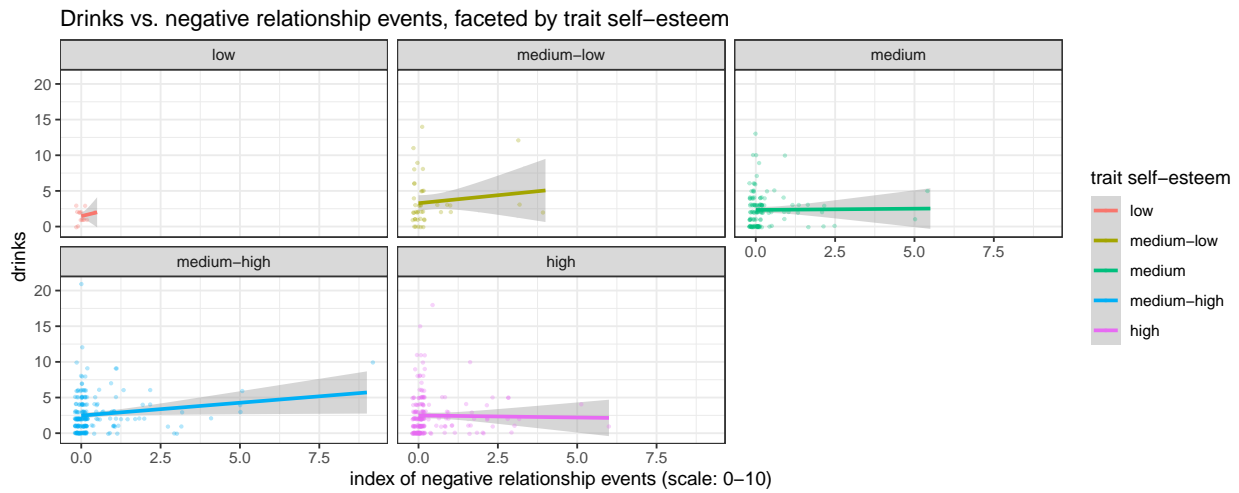 Drinks vs. negative relationship events, faceted by trait self−esteem
low
medium−low
medium
20
15
10
5
0
0.0 2.5 5.0 7.5
medium−high
high
20
15
10
5
0
0.0 2.5 5.0 7.5
0.0 2.5 5.0 7.5
drinks
index of negative relationship events (scale: 0−10)
trait self−esteem
low
medium−low
medium
medium−high
high